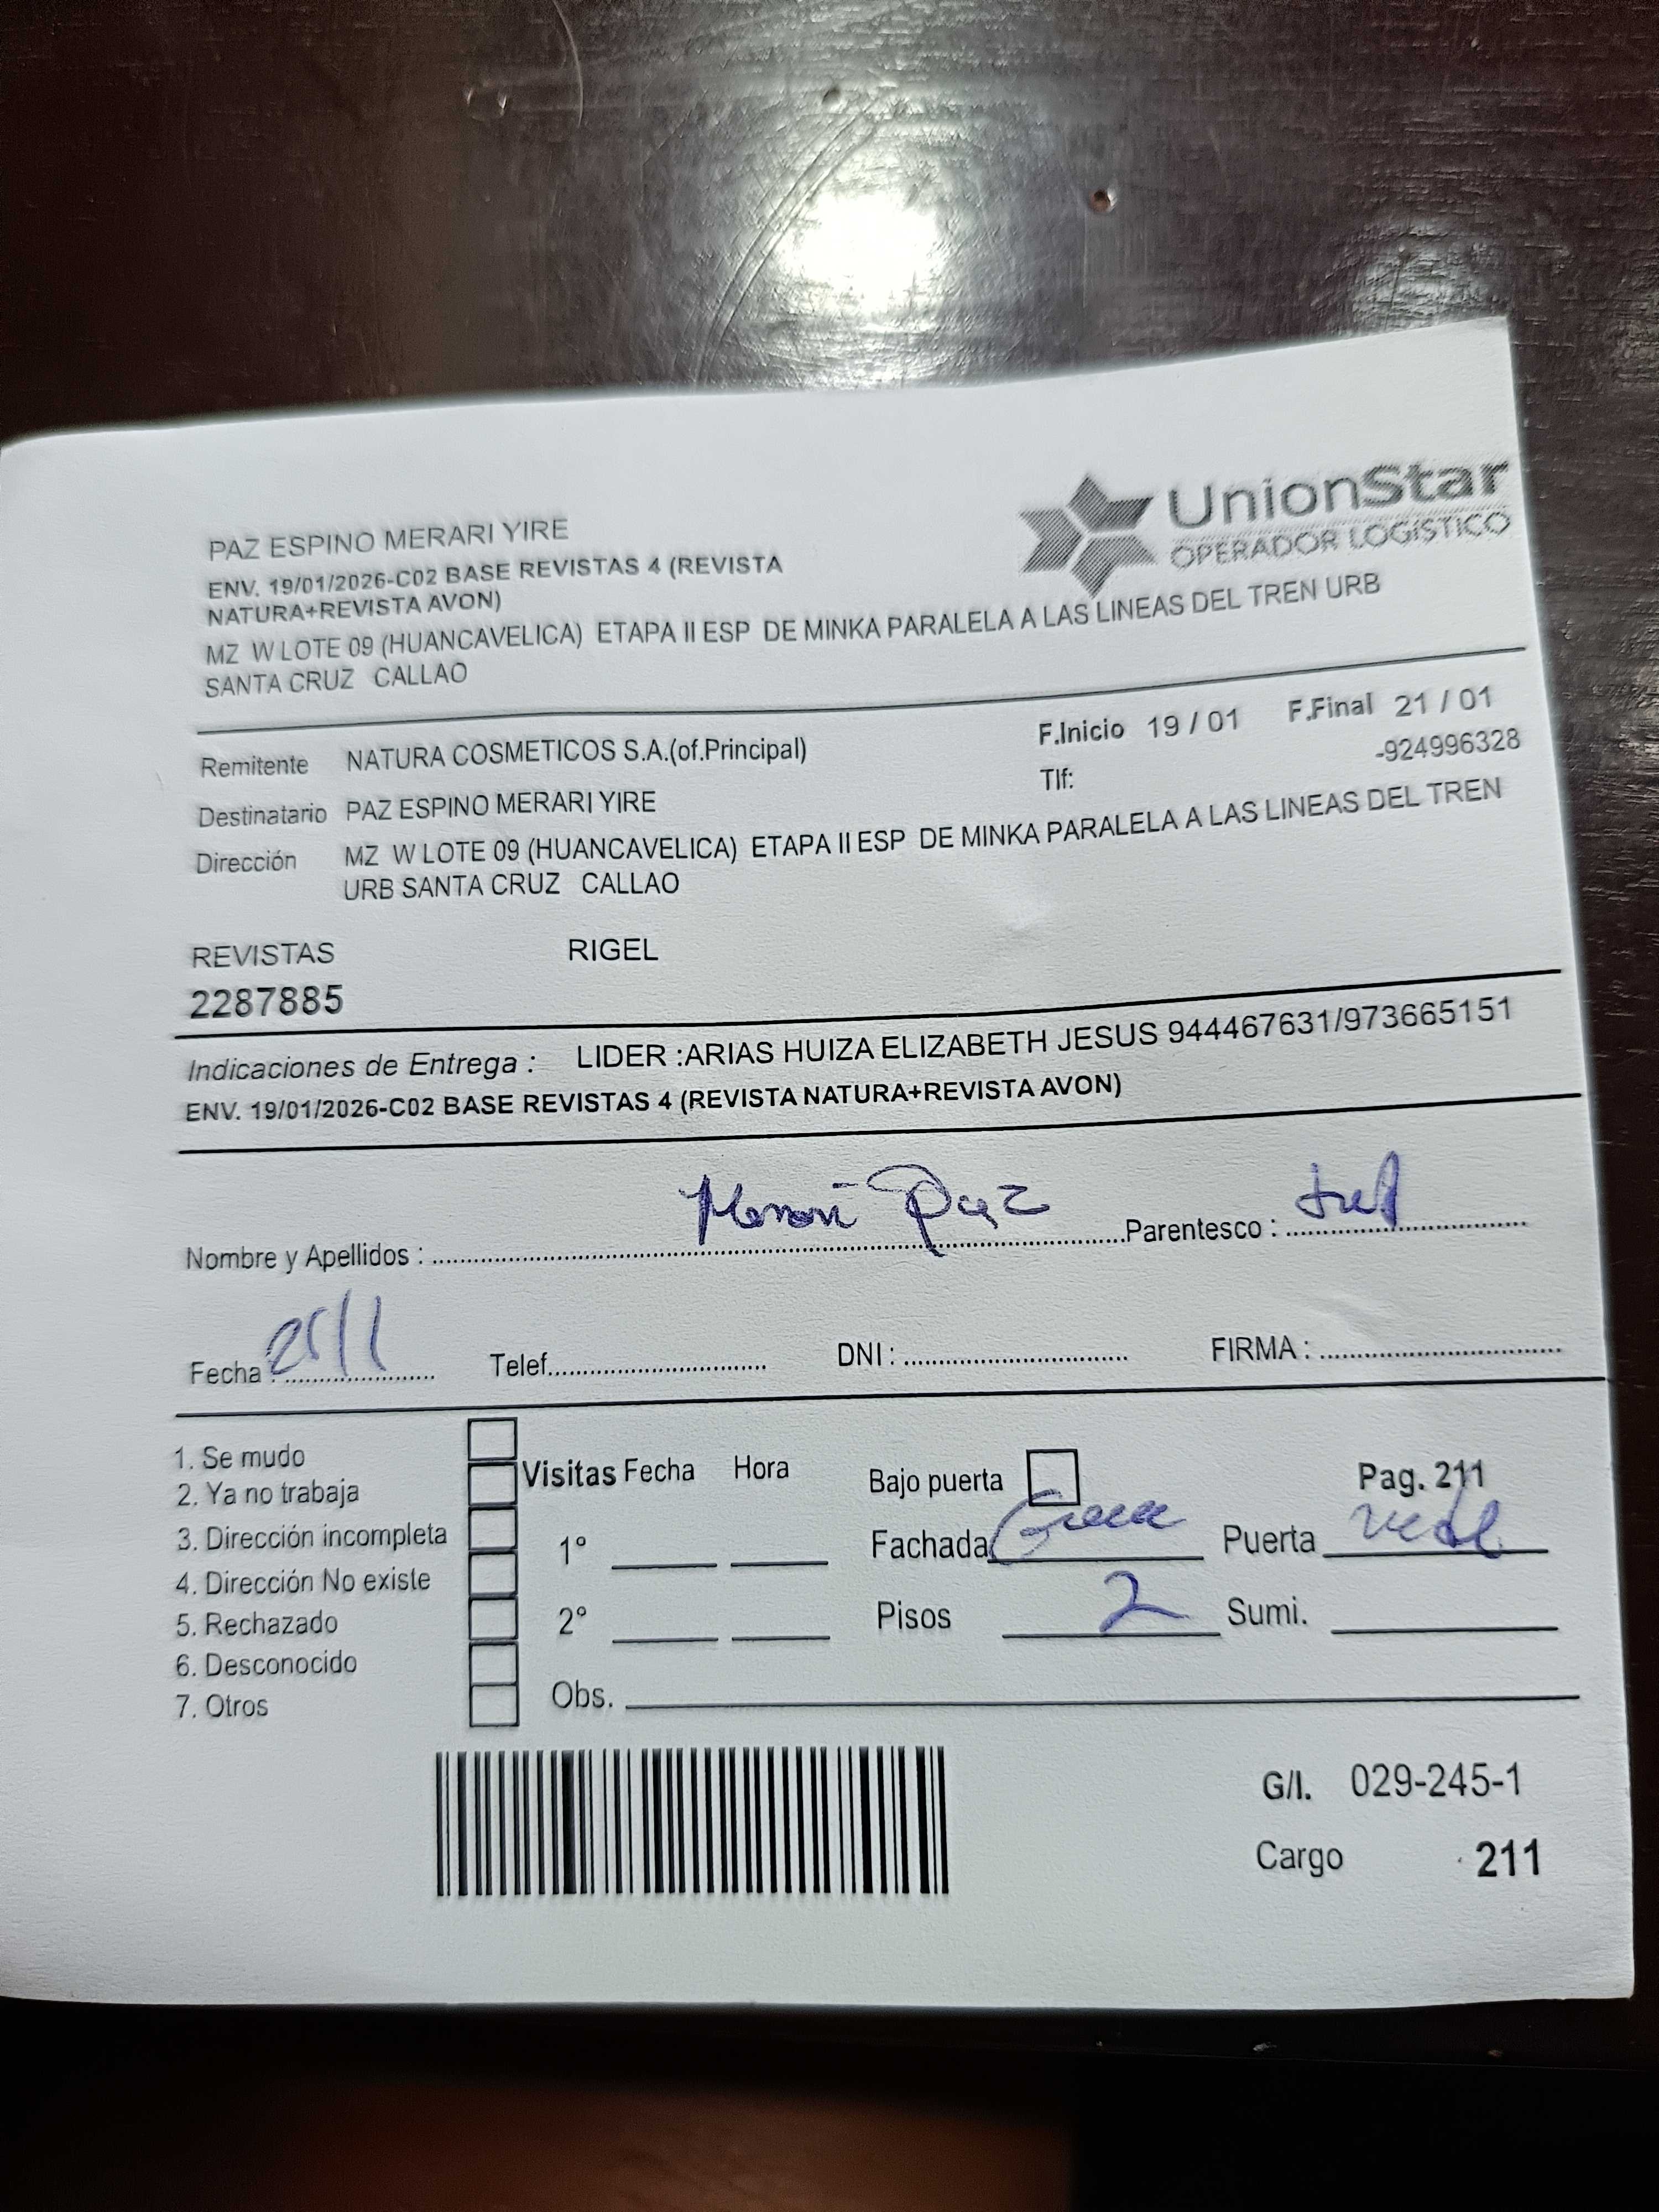 UnionStar
OPERADOR LOGÍSTICO
PAZ ESPINO MERARI YIRE
ENV. 19/01/2026-C02 BASE REVISTAS 4 (REVISTA
NATURA+REVISTA AVON)
MZ W LOTE 09 (HUANCAVELICA) ETAPA II ESP DE MINKA PARALELA A LAS LINEAS DEL TREN URB
SANTA CRUZ CALLAO
Remitente NATURA COSMETICOS S.A.(of.Principal) F.Inicio 19 / 01 F.Final 21 / 01
Tlf: -924996328
Destinatario PAZ ESPINO MERARI YIRE
Dirección MZ W LOTE 09 (HUANCAVELICA) ETAPA II ESP DE MINKA PARALELA A LAS LINEAS DEL TREN
URB SANTA CRUZ CALLAO
REVISTAS RIGEL
2287885
Indicaciones de Entrega : LIDER :ARIAS HUIZA ELIZABETH JESUS 944467631/973665151
ENV. 19/01/2026-C02 BASE REVISTAS 4 (REVISTA NATURA+REVISTA AVON)
Nombre y Apellidos : Paz Parentesco :
Fecha : Telef. DNI : FIRMA :
1. Se mudo
2. Ya no trabaja
3. Dirección incompleta
4. Dirección No existe
5. Rechazado
6. Desconocido
7. Otros
Visitas Fecha Hora Bajo puerta Pag. 211
1° Fachada Puerta
2° Pisos 2 Sumi.
Obs.
G/I. 029-245-1
Cargo 211